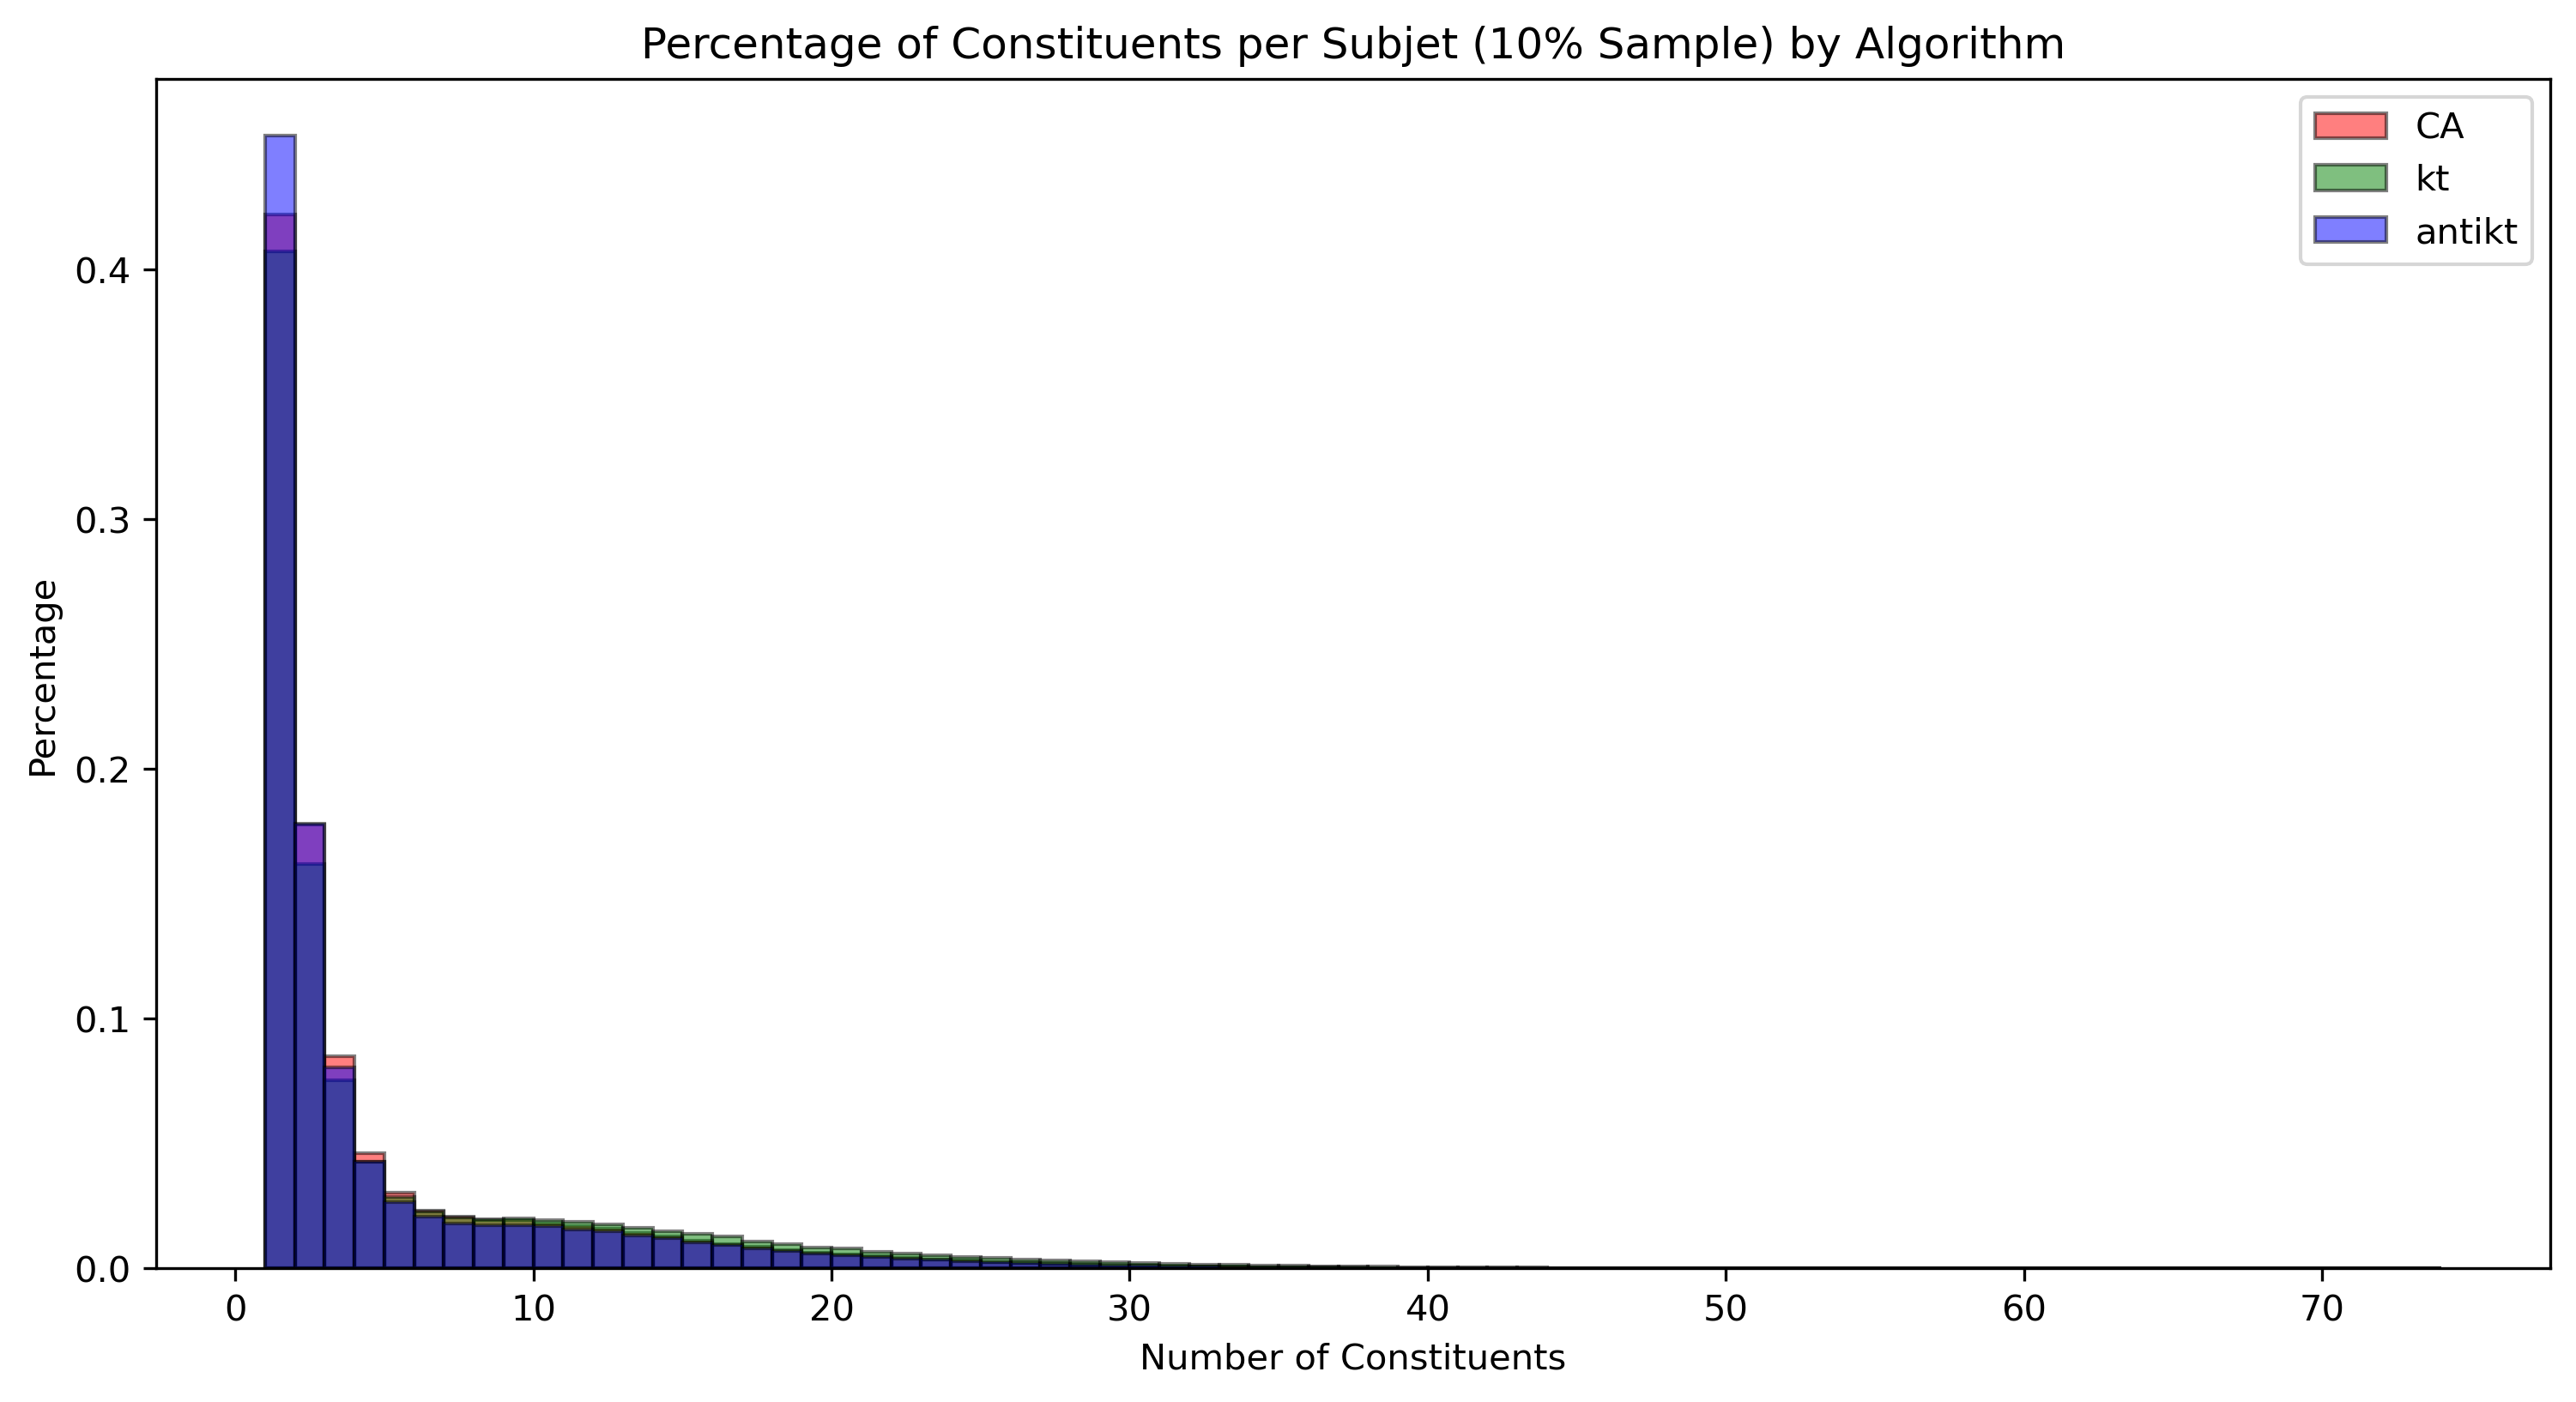 Percentage of Constituents per Subjet (10% Sample) by Algorithm
CA
kt
antikt
Percentage
0.4
0.3
0.2
0.1
0.0
0 10 20 30 40 50 60 70
Number of Constituents